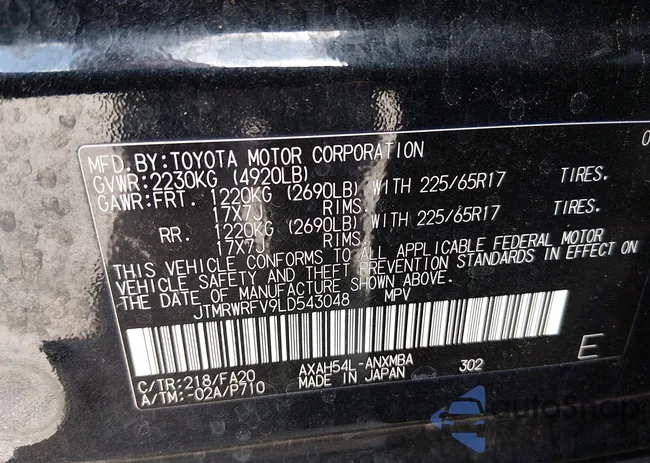 MFD.BY:TOYOTA MOTOR CORPORATION
GVWR:2230KG (4920LB)
GAWR:FRT. 1220KG (2690LB) WITH 225/65R17 TIRES.
17X7J RIMS.
RR. 1220KG (2690LB) WITH 225/65R17 TIRES.
17X7J RIMS.
THIS VEHICLE CONFORMS TO ALL APPLICABLE FEDERAL MOTOR
VEHICLE SAFETY AND THEFT PREVENTION STANDARDS IN EFFECT ON
THE DATE OF MANUFACTURE SHOWN ABOVE.
JTMRWRFV9LD543048 MPV
C/TR:218/FA20 AXAH54L-ANXMBA 302 E
A/TM:-02A/P710 MADE IN JAPAN
autoSnap